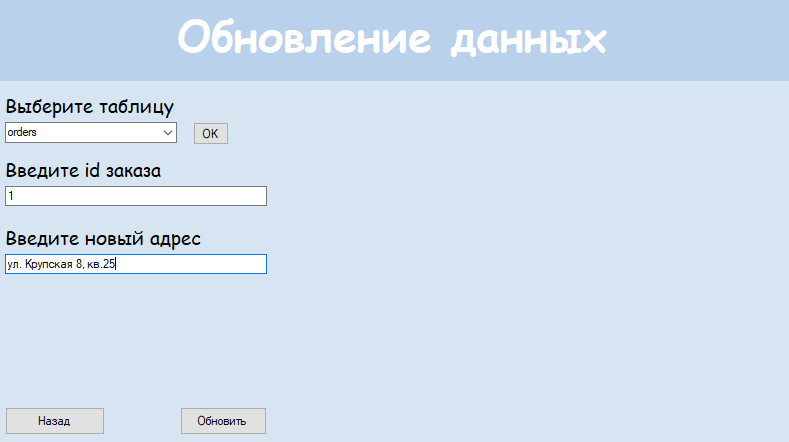 Обновление данных
Выберите таблицу
orders
OK
Введите id заказа
1
Введите новый адрес
ул. Крупская 8, кв.25
Назад
Обновить